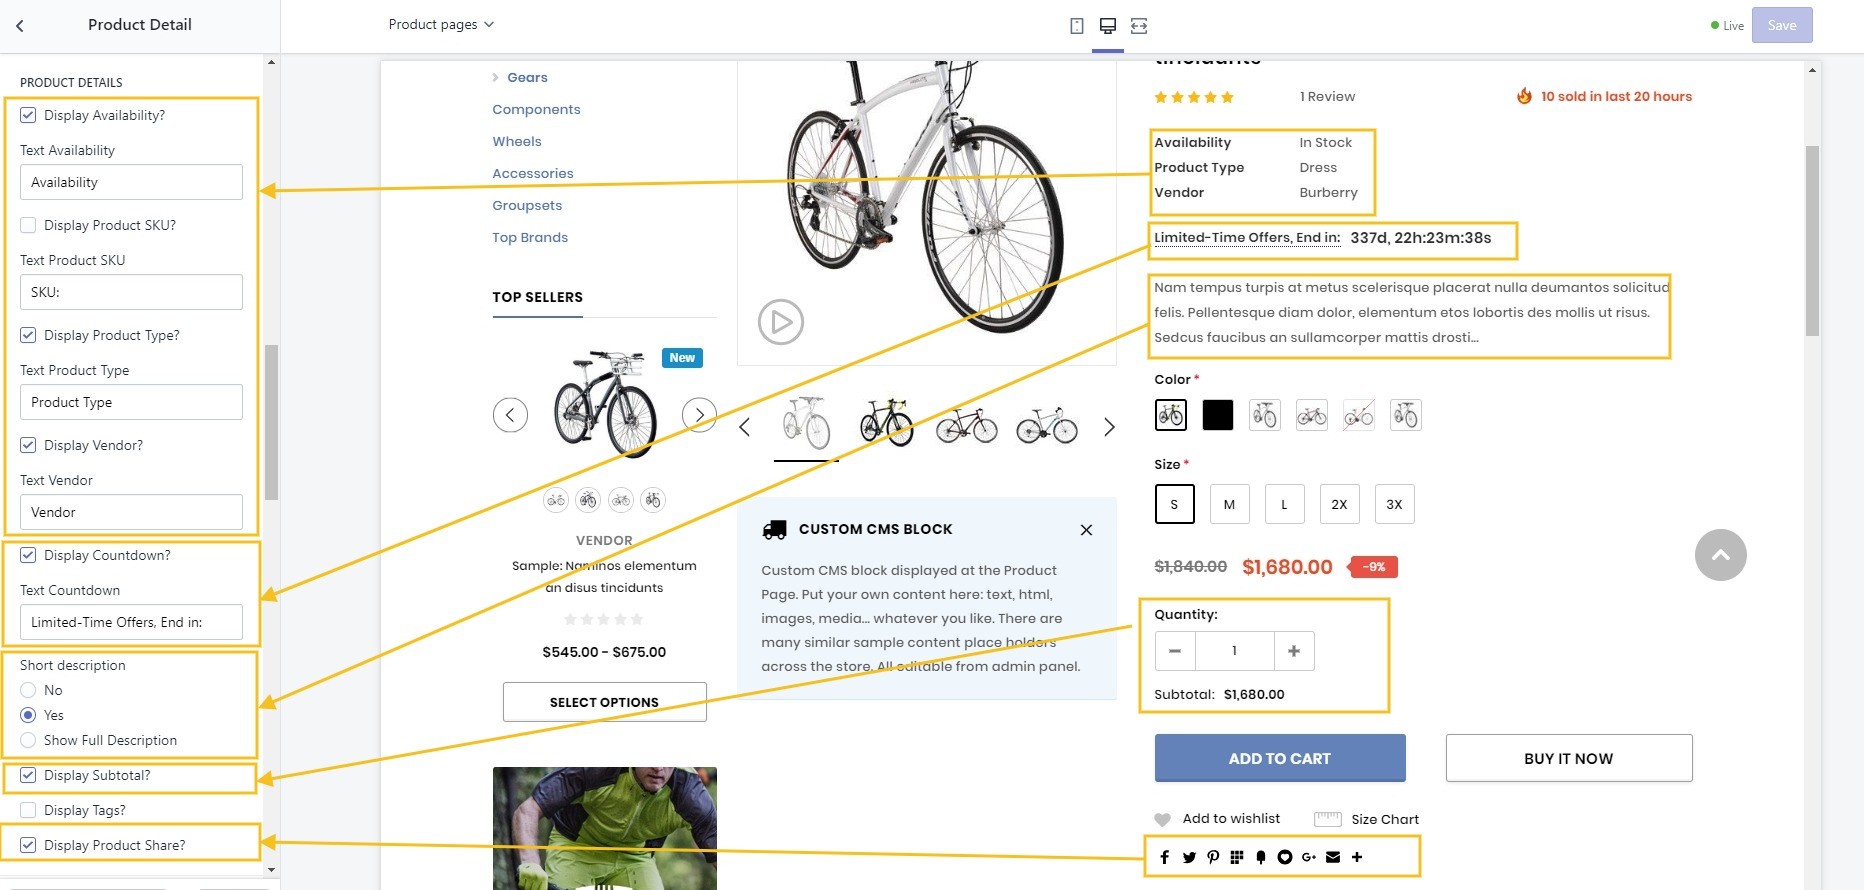 Product Detail
Product pages
Live
Save
PRODUCT DETAILS
Display Availability?
Text Availability
Availability
Display Product SKU?
Text Product SKU
SKU:
Display Product Type?
Text Product Type
Product Type
Display Vendor?
Text Vendor
Vendor
Display Countdown?
Text Countdown
Limited-Time Offers, End in:
Short description
No
Yes
Show Full Description
Display Subtotal?
Display Tags?
Display Product Share?
Gears
Components
Wheels
Accessories
Groupsets
Top Brands
TOP SELLERS
New
VENDOR
Sample: Naminos elementum
an disus tincidunts
$545.00 - $675.00
SELECT OPTIONS
CUSTOM CMS BLOCK
Custom CMS block displayed at the Product
Page. Put your own content here: text, html,
images, media... whatever you like. There are
many similar sample content place holders
across the store. All editable from admin panel.
tincidunts
1 Review
10 sold in last 20 hours
Availability In Stock
Product Type Dress
Vendor Burberry
Limited-Time Offers, End in: 337d, 22h:23m:38s
Nam tempus turpis at metus scelerisque placerat nulla deumantos solicitud
felis. Pellentesque diam dolor, elementum etos lobortis des mollis ut risus.
Sedcus faucibus an sullamcorper mattis drosti...
Color *
Size *
S M L 2X 3X
$1,840.00 $1,680.00 -9%
Quantity:
− 1 +
Subtotal: $1,680.00
ADD TO CART
BUY IT NOW
Add to wishlist
Size Chart